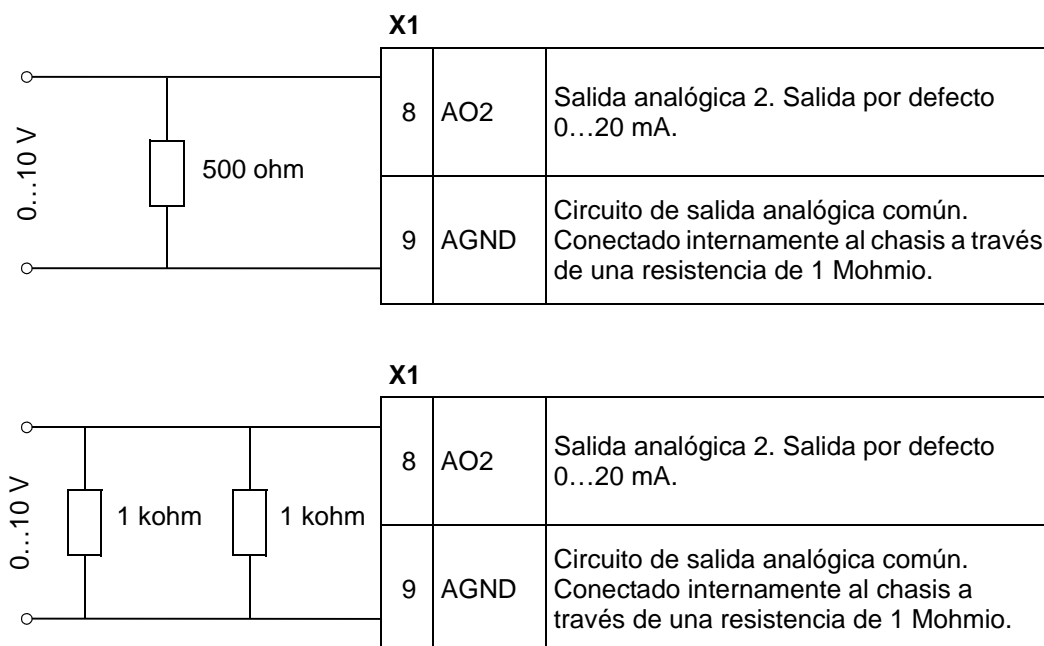 X1
0…10 V
500 ohm
8
AO2
Salida analógica 2. Salida por defecto
0…20 mA.
9
AGND
Circuito de salida analógica común.
Conectado internamente al chasis a través
de una resistencia de 1 Mohmio.
X1
0…10 V
1 kohm
1 kohm
8
AO2
Salida analógica 2. Salida por defecto
0…20 mA.
9
AGND
Circuito de salida analógica común.
Conectado internamente al chasis a
través de una resistencia de 1 Mohmio.